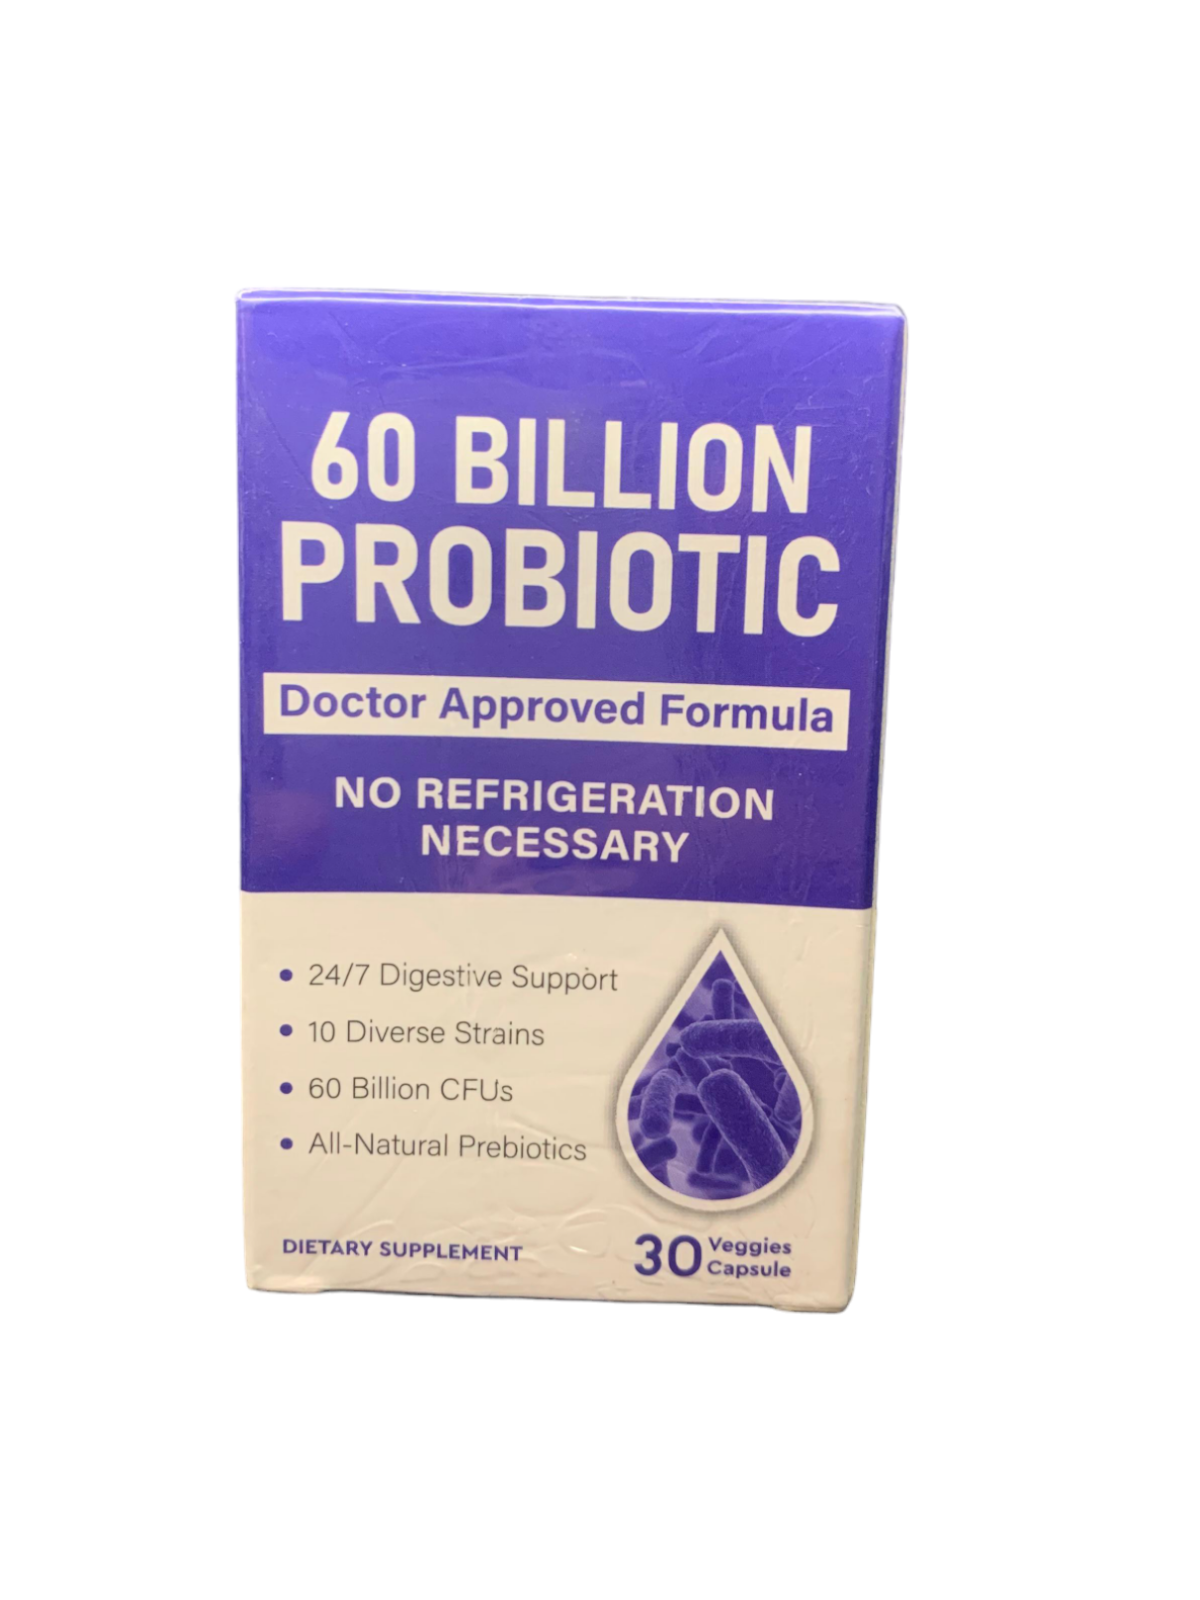 60 BILLION
PROBIOTIC
Doctor Approved Formula
NO REFRIGERATION
NECESSARY
• 24/7 Digestive Support
• 10 Diverse Strains
• 60 Billion CFUs
• All-Natural Prebiotics
DIETARY SUPPLEMENT
30 Veggies
Capsule